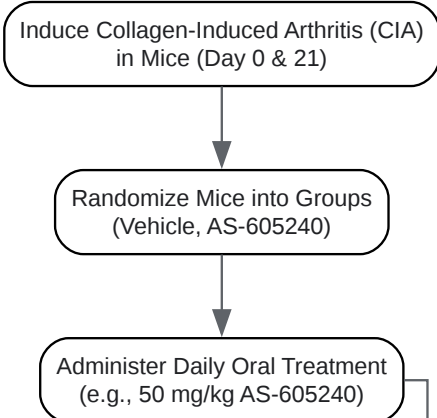 Induce Collagen-Induced Arthritis (CIA)
in Mice (Day 0 & 21)
Randomize Mice into Groups
(Vehicle, AS-605240)
Administer Daily Oral Treatment
(e.g., 50 mg/kg AS-605240)